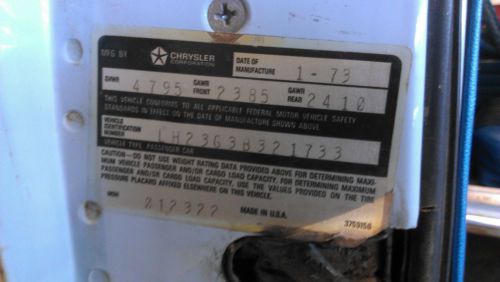 MFG BY CHRYSLER CORPORATION DATE OF MANUFACTURE 1-73
GVWR 4795 GAWR FRONT 2385 GAWR REAR 2410
THIS VEHICLE CONFORMS TO ALL APPLICABLE FEDERAL MOTOR VEHICLE SAFETY
STANDARDS IN EFFECT ON THE DATE OF MANUFACTURE SHOWN ABOVE.
VEHICLE IDENTIFICATION NUMBER LH23G3B321733
VEHICLE TYPE: PASSENGER CAR
CAUTION—DO NOT USE WEIGHT RATING DATA PROVIDED ABOVE FOR DETERMINING MAXI-
MUM VEHICLE PASSENGER AND/OR CARGO LOAD CAPACITY. FOR DETERMINING MAXIMUM
PASSENGER AND/OR CARGO LOAD CAPACITY, USE THE VALUES PROVIDED ON THE TIRE
PRESSURE PLACARD AFFIXED ELSEWHERE ON THIS VEHICLE.
MDH 012322 MADE IN U.S.A. 3759156